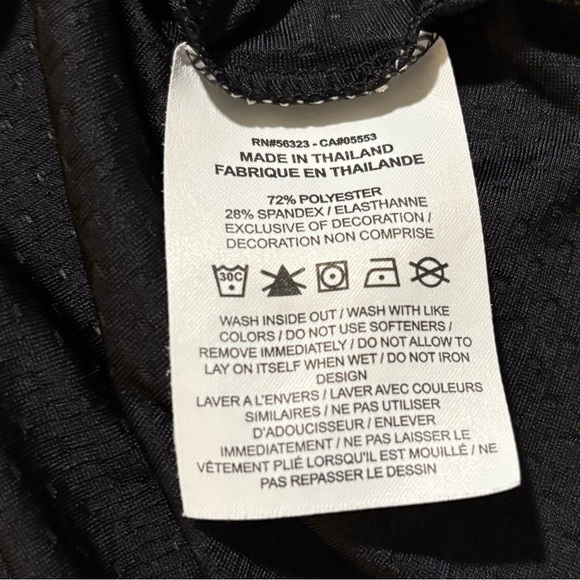 RN#56323 - CA#05553
MADE IN THAILAND
FABRIQUE EN THAILANDE
72% POLYESTER
28% SPANDEX / ELASTHANNE
EXCLUSIVE OF DECORATION /
DECORATION NON COMPRISE
30C
WASH INSIDE OUT / WASH WITH LIKE
COLORS / DO NOT USE SOFTENERS /
REMOVE IMMEDIATELY / DO NOT ALLOW TO
LAY ON ITSELF WHEN WET / DO NOT IRON
DESIGN
LAVER A L'ENVERS / LAVER AVEC COULEURS
SIMILAIRES / NE PAS UTILISER
D'ADOUCISSEUR / ENLEVER
IMMÉDIATEMENT / NE PAS LAISSER LE
VÊTEMENT PLIÉ LORSQU'IL EST MOUILLÉ / NE
PAS REPASSER LE DESSIN